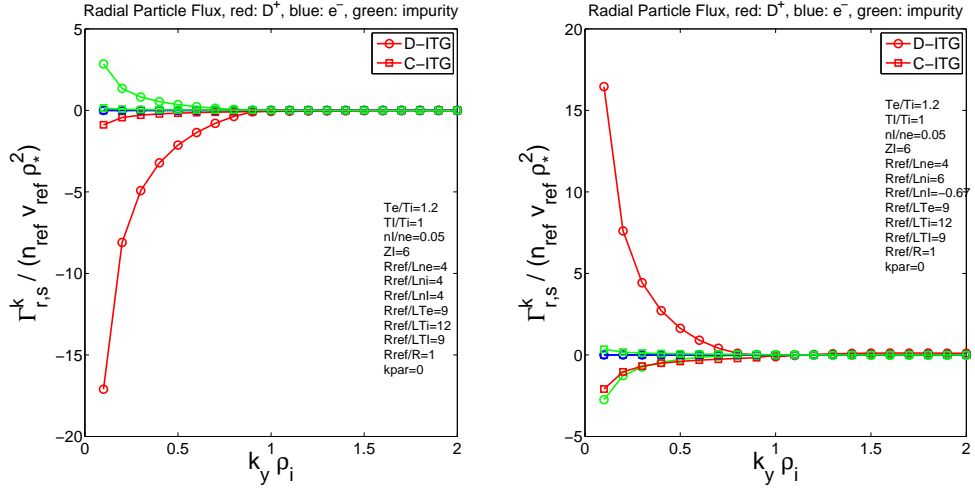 Radial Particle Flux, red: D⁺, blue: e⁻, green: impurity
5
0
−5
−10
−15
−20
Γᵏᵣ,ₛ / (n_ref v_ref ρ²_*)
D−ITG
C−ITG
Te/Ti=1.2
TI/Ti=1
nI/ne=0.05
ZI=6
Rref/Lne=4
Rref/Lni=4
Rref/LnI=4
Rref/LTe=9
Rref/LTi=12
Rref/LTI=9
Rref/R=1
kpar=0
0 0.5 1 1.5 2
k_y ρ_i
Radial Particle Flux, red: D⁺, blue: e⁻, green: impurity
20
15
10
5
0
−5
Γᵏᵣ,ₛ / (n_ref v_ref ρ²_*)
D−ITG
C−ITG
Te/Ti=1.2
TI/Ti=1
nI/ne=0.05
ZI=6
Rref/Lne=4
Rref/Lni=6
Rref/LnI=−0.67
Rref/LTe=9
Rref/LTi=12
Rref/LTI=9
Rref/R=1
kpar=0
0 0.5 1 1.5 2
k_y ρ_i